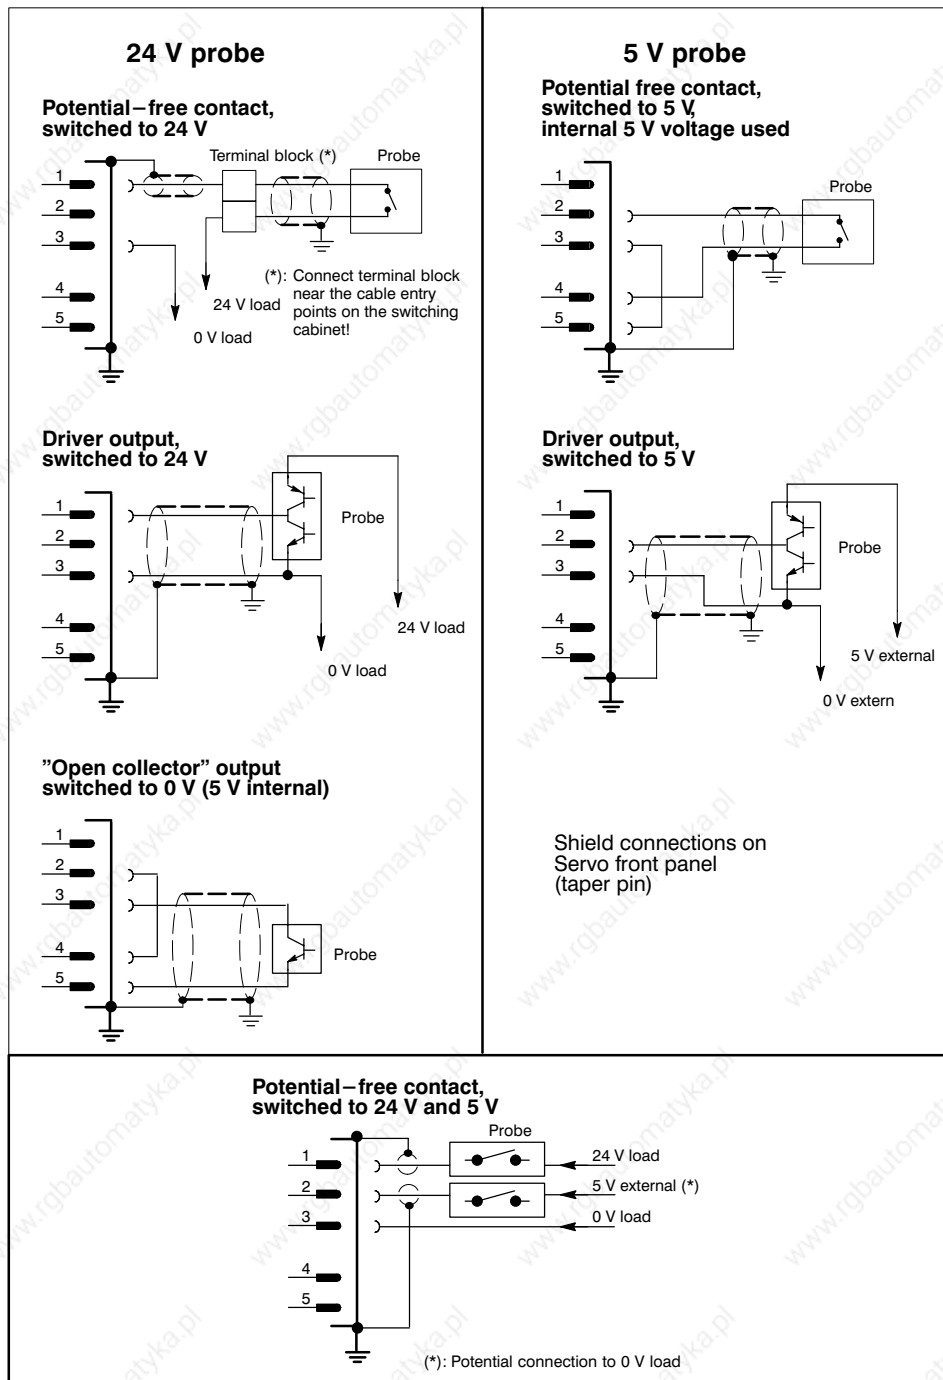 24 V probe
Potential–free contact,
switched to 24 V
Terminal block (*)
Probe
1
2
3
4
5
(*): Connect terminal block
near the cable entry
points on the switching
cabinet!
24 V load
0 V load
Driver output,
switched to 24 V
1
2
3
4
5
Probe
24 V load
0 V load
"Open collector" output
switched to 0 V (5 V internal)
1
2
3
4
5
Probe
5 V probe
Potential free contact,
switched to 5 V,
internal 5 V voltage used
1
2
3
4
5
Probe
Driver output,
switched to 5 V
1
2
3
4
5
Probe
5 V external
0 V extern
Shield connections on
Servo front panel
(taper pin)
Potential–free contact,
switched to 24 V and 5 V
Probe
1
2
3
4
5
24 V load
5 V external (*)
0 V load
(*): Potential connection to 0 V load
www.rgbautomatyka.pl